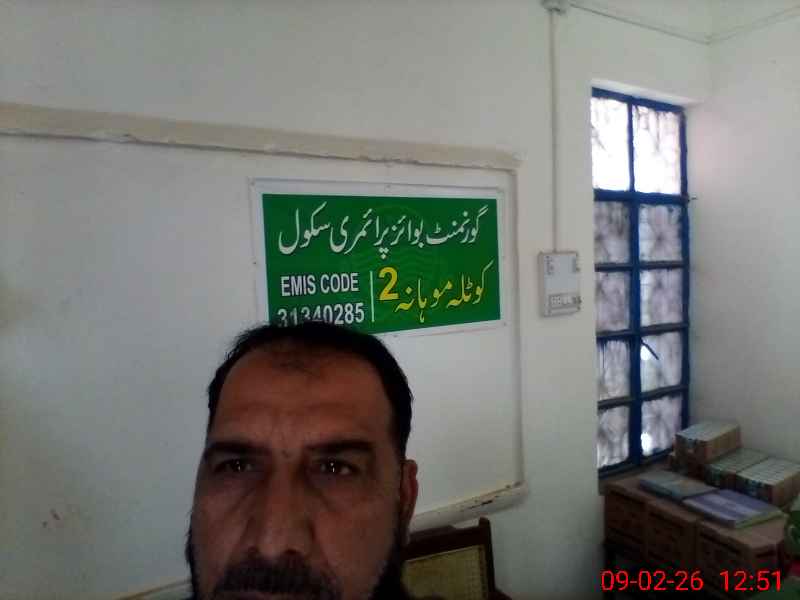 گورنمنٹ بوائز پرائمری سکول
کوٹلہ موہانہ 2
EMIS CODE
31340285
09-02-26 12:51